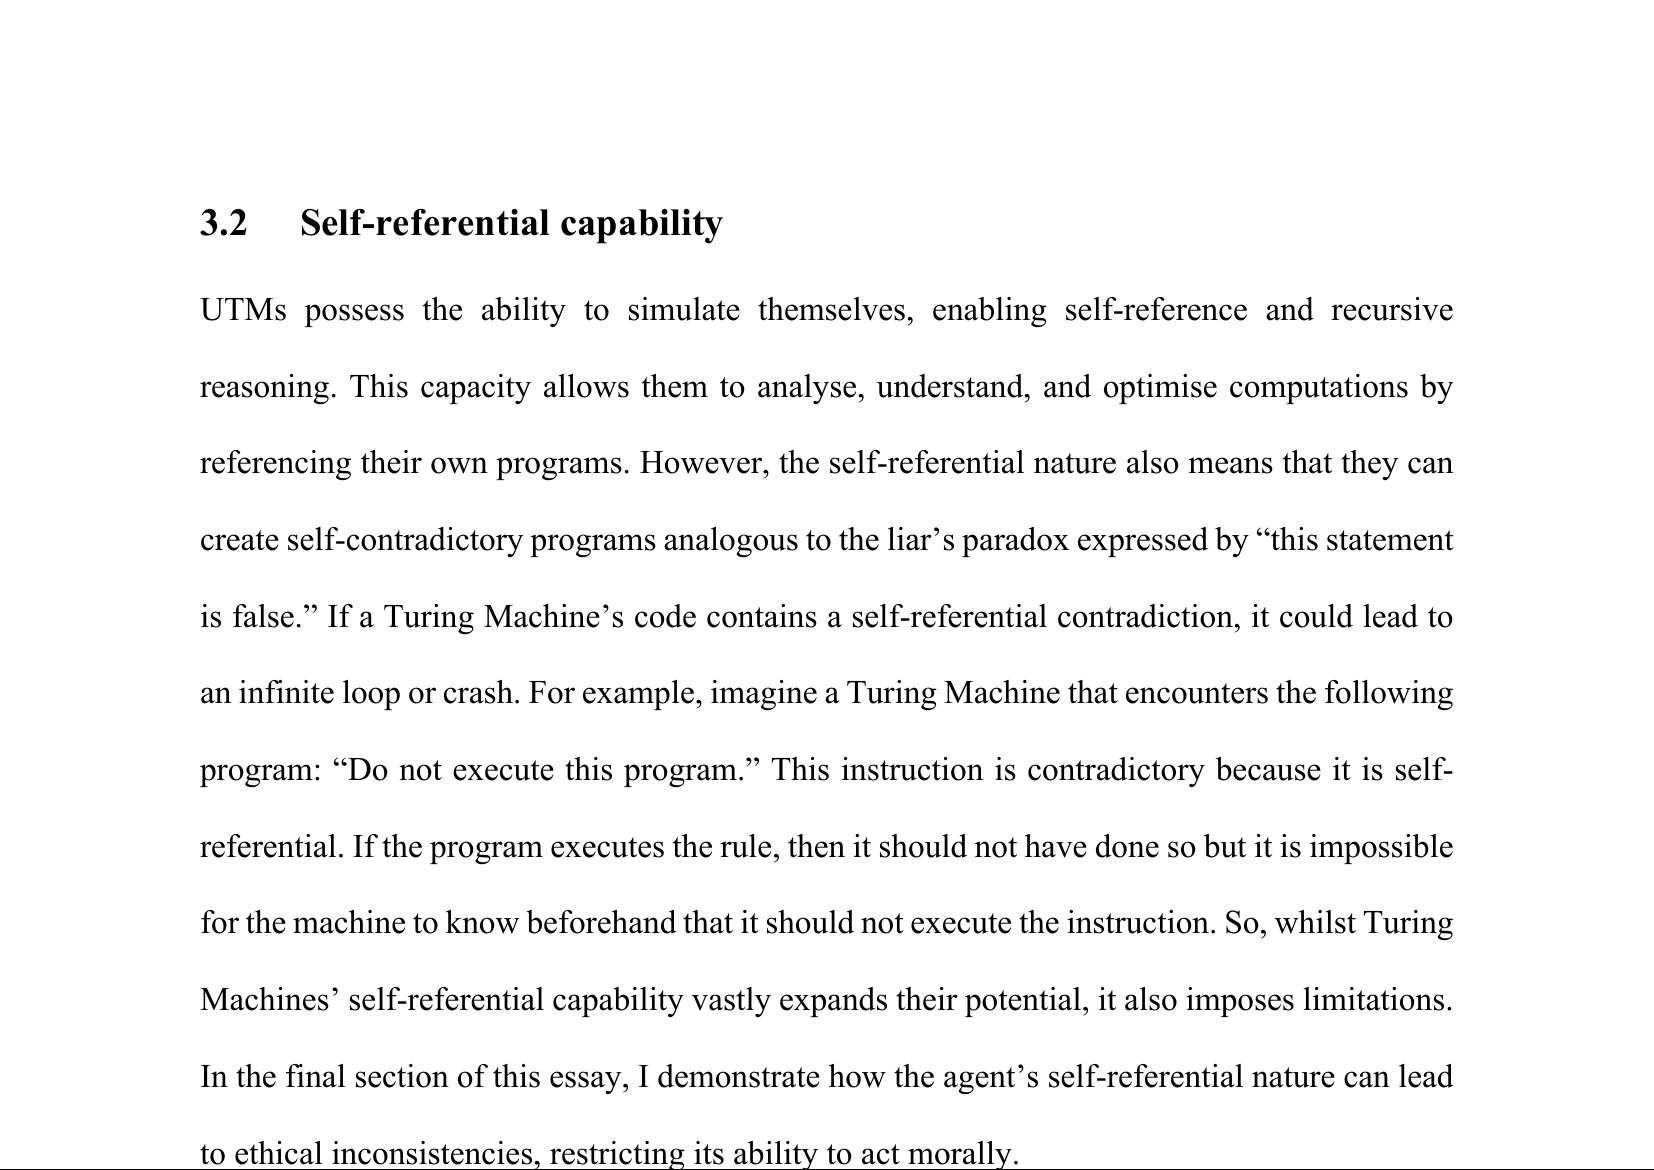 3.2 Self-referential capability
UTMs possess the ability to simulate themselves, enabling self-reference and recursive
reasoning. This capacity allows them to analyse, understand, and optimise computations by
referencing their own programs. However, the self-referential nature also means that they can
create self-contradictory programs analogous to the liar’s paradox expressed by “this statement
is false.” If a Turing Machine’s code contains a self-referential contradiction, it could lead to
an infinite loop or crash. For example, imagine a Turing Machine that encounters the following
program: “Do not execute this program.” This instruction is contradictory because it is self-
referential. If the program executes the rule, then it should not have done so but it is impossible
for the machine to know beforehand that it should not execute the instruction. So, whilst Turing
Machines’ self-referential capability vastly expands their potential, it also imposes limitations.
In the final section of this essay, I demonstrate how the agent’s self-referential nature can lead
to ethical inconsistencies, restricting its ability to act morally.